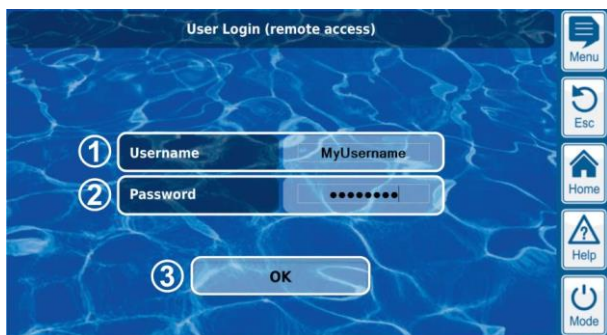 User Login (remote access)
Menu
Esc
① Username MyUsername
② Password ●●●●●●●●
Home
Help
③ OK
Mode